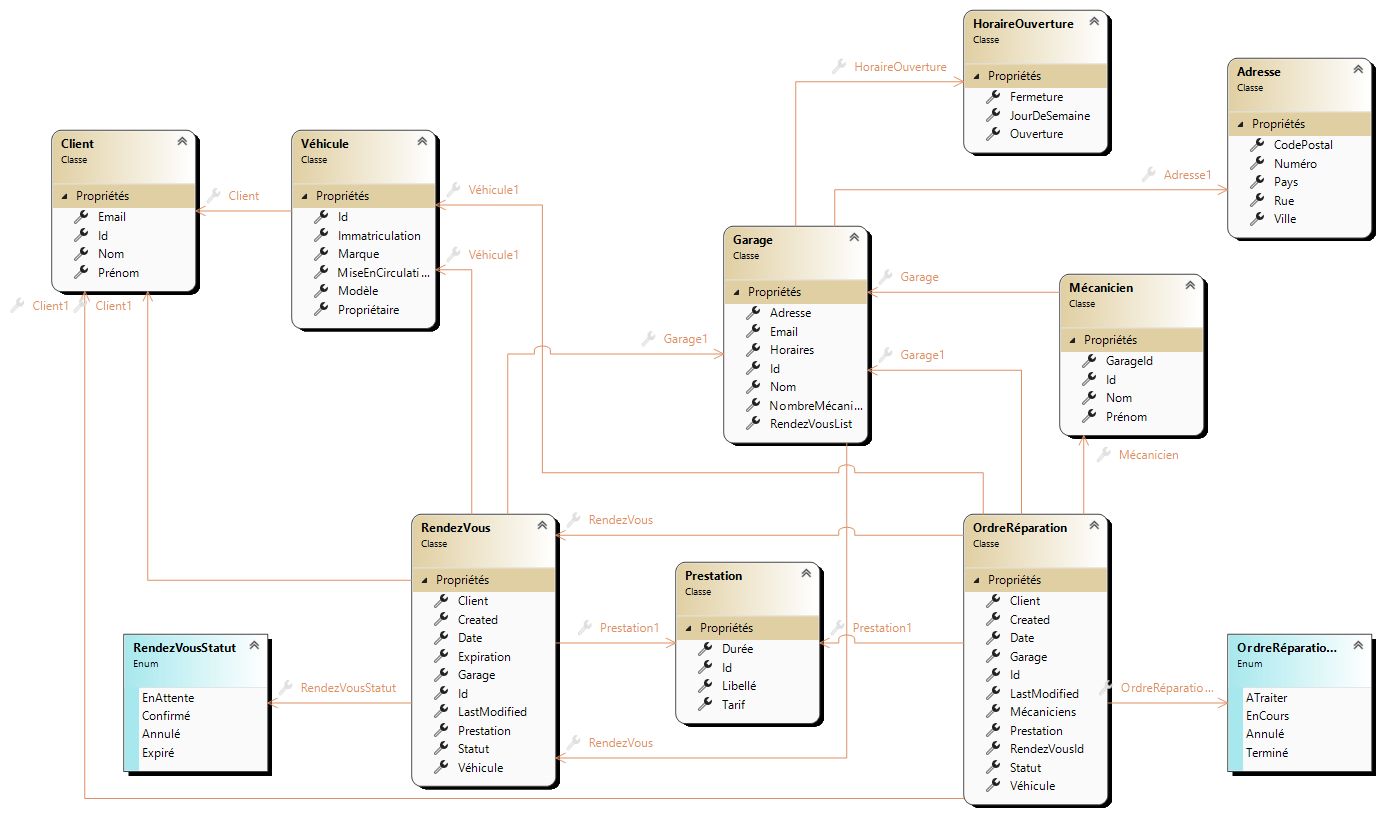 HoraireOuverture
Classe
Propriétés
Fermeture
JourDeSemaine
Ouverture
HoraireOuverture
Adresse
Classe
Propriétés
CodePostal
Numéro
Pays
Rue
Ville
Adresse1
Client
Classe
Propriétés
Email
Id
Nom
Prénom
Client
Véhicule
Classe
Propriétés
Id
Immatriculation
Marque
MiseEnCirculati...
Modèle
Propriétaire
Véhicule1
Véhicule1
Client1
Client1
Garage
Classe
Propriétés
Adresse
Email
Horaires
Id
Nom
NombreMécani...
RendezVousList
Garage1
Garage
Garage1
Mécanicien
Classe
Propriétés
GarageId
Id
Nom
Prénom
Mécanicien
RendezVous
Classe
Propriétés
Client
Created
Date
Expiration
Garage
Id
LastModified
Prestation
Statut
Véhicule
RendezVous
Prestation1
RendezVous
RendezVousStatut
RendezVousStatut
Enum
EnAttente
Confirmé
Annulé
Expiré
Prestation
Classe
Propriétés
Durée
Id
Libellé
Tarif
Prestation1
OrdreRéparation
Classe
Propriétés
Client
Created
Date
Garage
Id
LastModified
Mécaniciens
Prestation
RendezVousId
Statut
Véhicule
OrdreRéparatio...
OrdreRéparatio...
Enum
ATraiter
EnCours
Annulé
Terminé